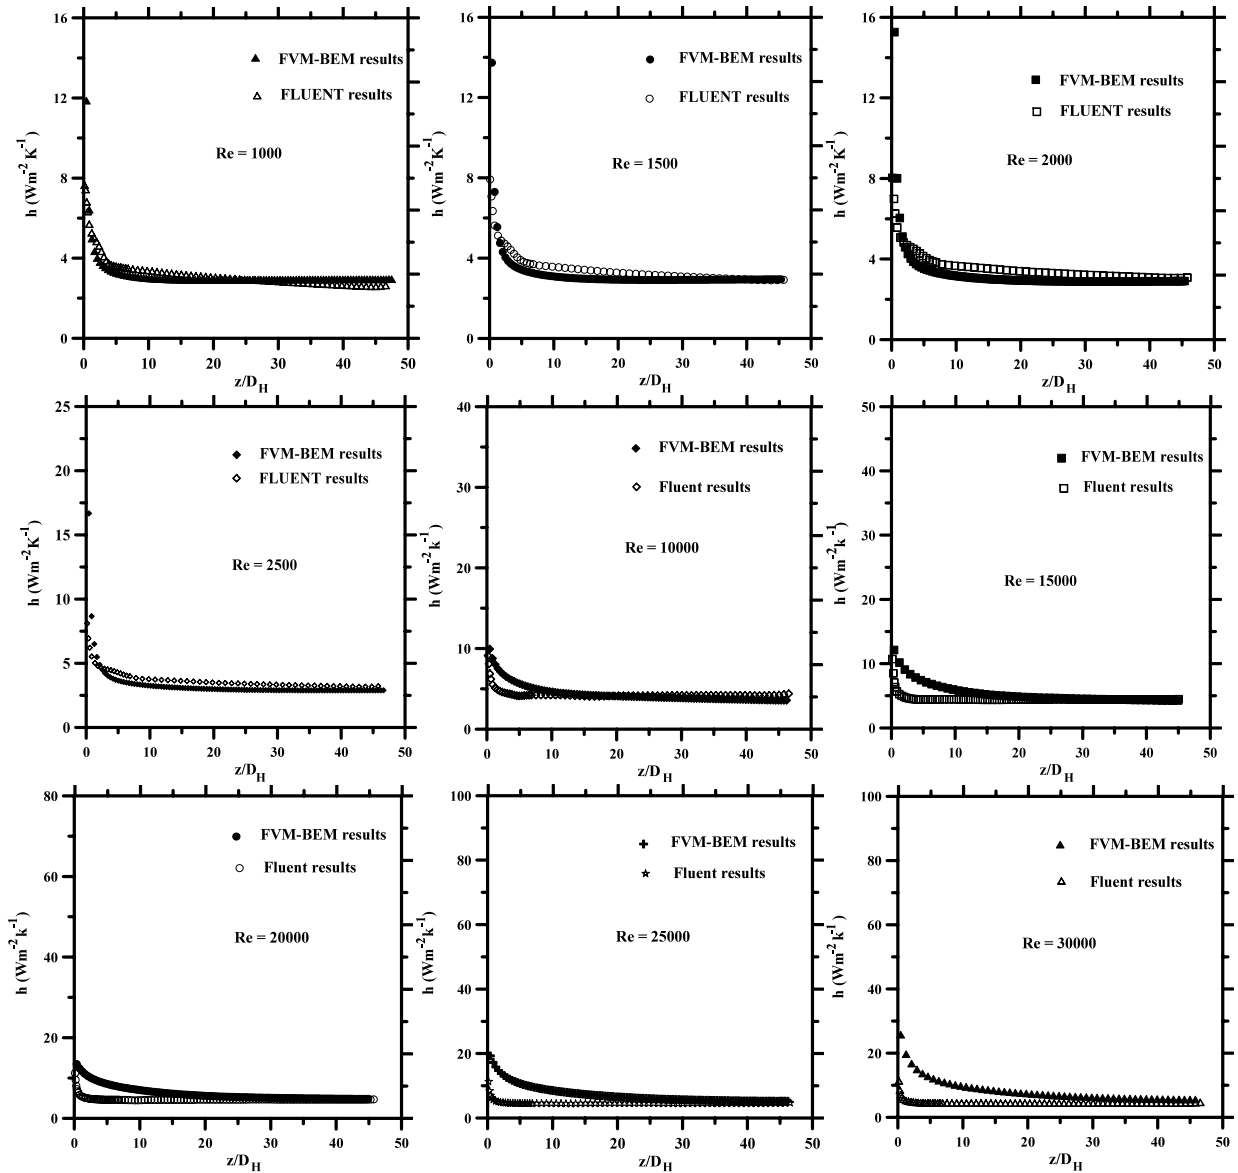 16
12
8
4
0
h (Wm⁻²K⁻¹)
FVM-BEM results
FLUENT results
Re = 1000
0 10 20 30 40 50
z/D_H
16
12
8
4
0
h (Wm⁻²K⁻¹)
FVM-BEM results
FLUENT results
Re = 1500
0 10 20 30 40 50
z/D_H
16
12
8
4
0
h (Wm⁻²K⁻¹)
FVM-BEM results
FLUENT results
Re = 2000
0 10 20 30 40 50
z/D_H
25
20
15
10
5
0
h (Wm⁻²K⁻¹)
FVM-BEM results
FLUENT results
Re = 2500
0 10 20 30 40 50
z/D_H
40
30
20
10
0
h (Wm⁻²k⁻¹)
FVM-BEM results
Fluent results
Re = 10000
0 10 20 30 40 50
z/D_H
50
40
30
20
10
0
h (Wm⁻²k⁻¹)
FVM-BEM results
Fluent results
Re = 15000
0 10 20 30 40 50
z/D_H
80
60
40
20
0
h (Wm⁻²k⁻¹)
FVM-BEM results
Fluent results
Re = 20000
0 10 20 30 40 50
z/D_H
100
80
60
40
20
0
h (Wm⁻²k⁻¹)
FVM-BEM results
Fluent results
Re = 25000
0 10 20 30 40 50
z/D_H
100
80
60
40
20
0
h (Wm⁻²k⁻¹)
FVM-BEM results
Fluent results
Re = 30000
0 10 20 30 40 50
z/D_H